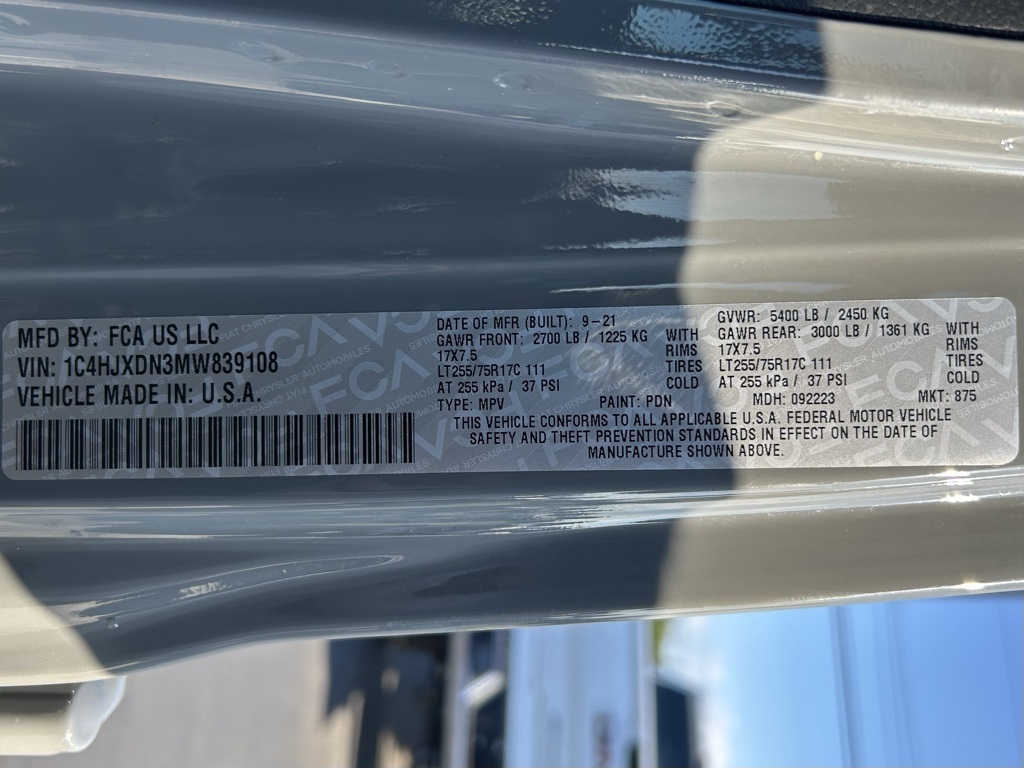 MFD BY: FCA US LLC
VIN: 1C4HJXDN3MW839108
VEHICLE MADE IN: U.S.A.
DATE OF MFR (BUILT): 9-21
GAWR FRONT: 2700 LB / 1225 KG WITH
17X7.5 RIMS
LT255/75R17C 111 TIRES
AT 255 kPa / 37 PSI COLD
TYPE: MPV PAINT: PDN
GVWR: 5400 LB / 2450 KG
GAWR REAR: 3000 LB / 1361 KG WITH
17X7.5 RIMS
LT255/75R17C 111 TIRES
AT 255 kPa / 37 PSI COLD
MDH: 092223 MKT: 875
THIS VEHICLE CONFORMS TO ALL APPLICABLE U.S.A. FEDERAL MOTOR VEHICLE
SAFETY AND THEFT PREVENTION STANDARDS IN EFFECT ON THE DATE OF
MANUFACTURE SHOWN ABOVE.